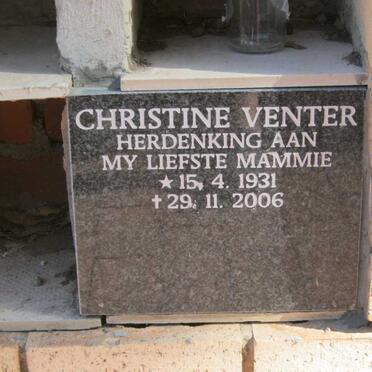 CHRISTINE VENTER
HERDENKING AAN
MY LIEFSTE MAMMIE
★ 15. 4. 1931
✝ 29. 11. 2006